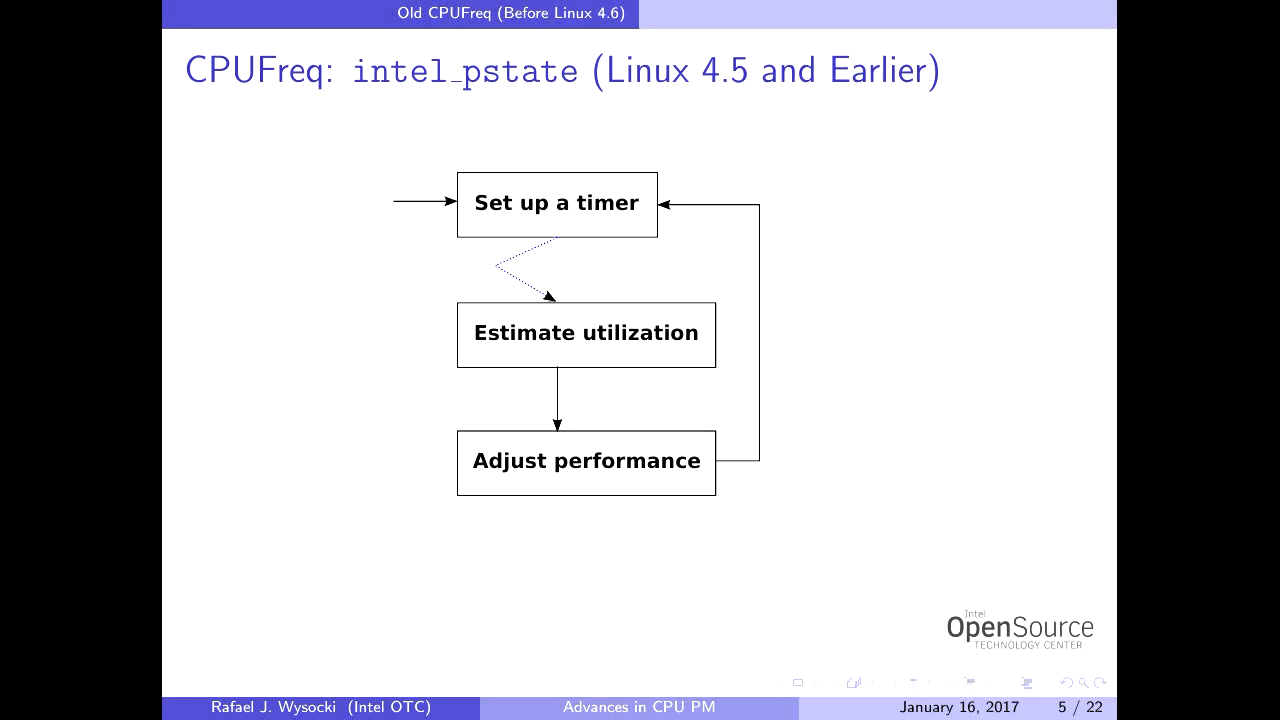 Old CPUFreq (Before Linux 4.6)
CPUFreq: intel_pstate (Linux 4.5 and Earlier)
Set up a timer
Estimate utilization
Adjust performance
Intel
OpenSource
TECHNOLOGY CENTER
Rafael J. Wysocki (Intel OTC) Advances in CPU PM January 16, 2017 5 / 22